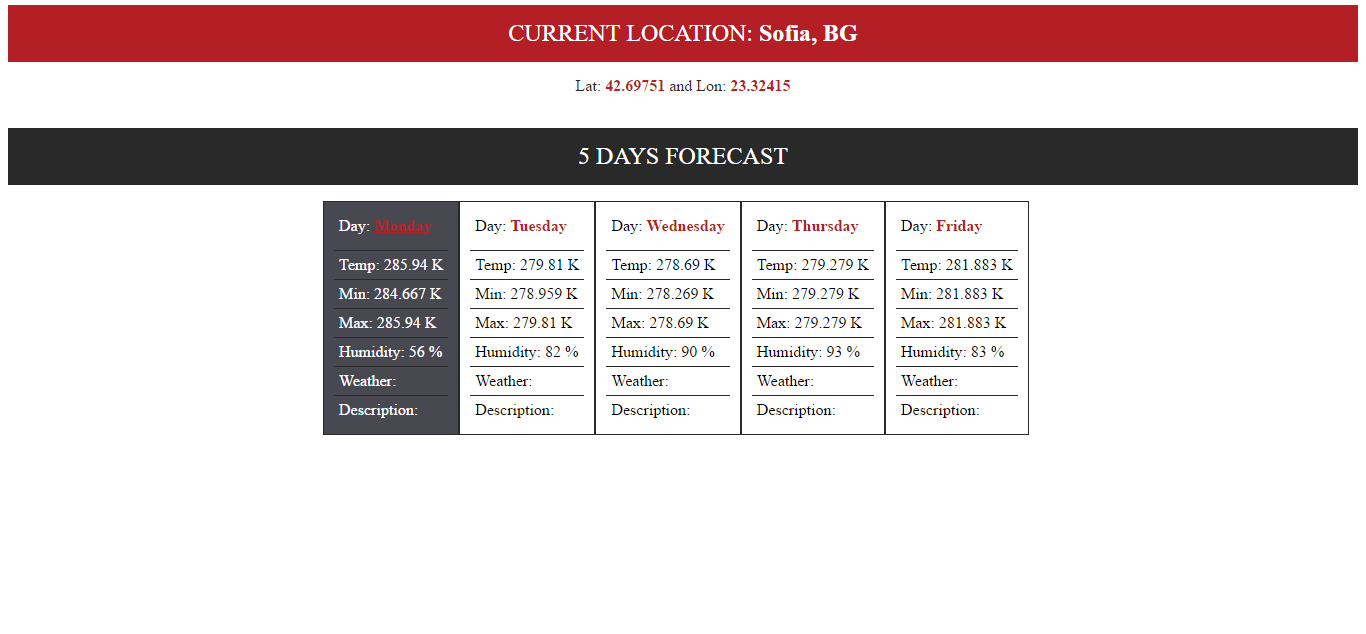 CURRENT LOCATION: Sofia, BG
Lat: 42.69751 and Lon: 23.32415
5 DAYS FORECAST
Day: Monday
Temp: 285.94 K
Min: 284.667 K
Max: 285.94 K
Humidity: 56 %
Weather:
Description:
Day: Tuesday
Temp: 279.81 K
Min: 278.959 K
Max: 279.81 K
Humidity: 82 %
Weather:
Description:
Day: Wednesday
Temp: 278.69 K
Min: 278.269 K
Max: 278.69 K
Humidity: 90 %
Weather:
Description:
Day: Thursday
Temp: 279.279 K
Min: 279.279 K
Max: 279.279 K
Humidity: 93 %
Weather:
Description:
Day: Friday
Temp: 281.883 K
Min: 281.883 K
Max: 281.883 K
Humidity: 83 %
Weather:
Description: